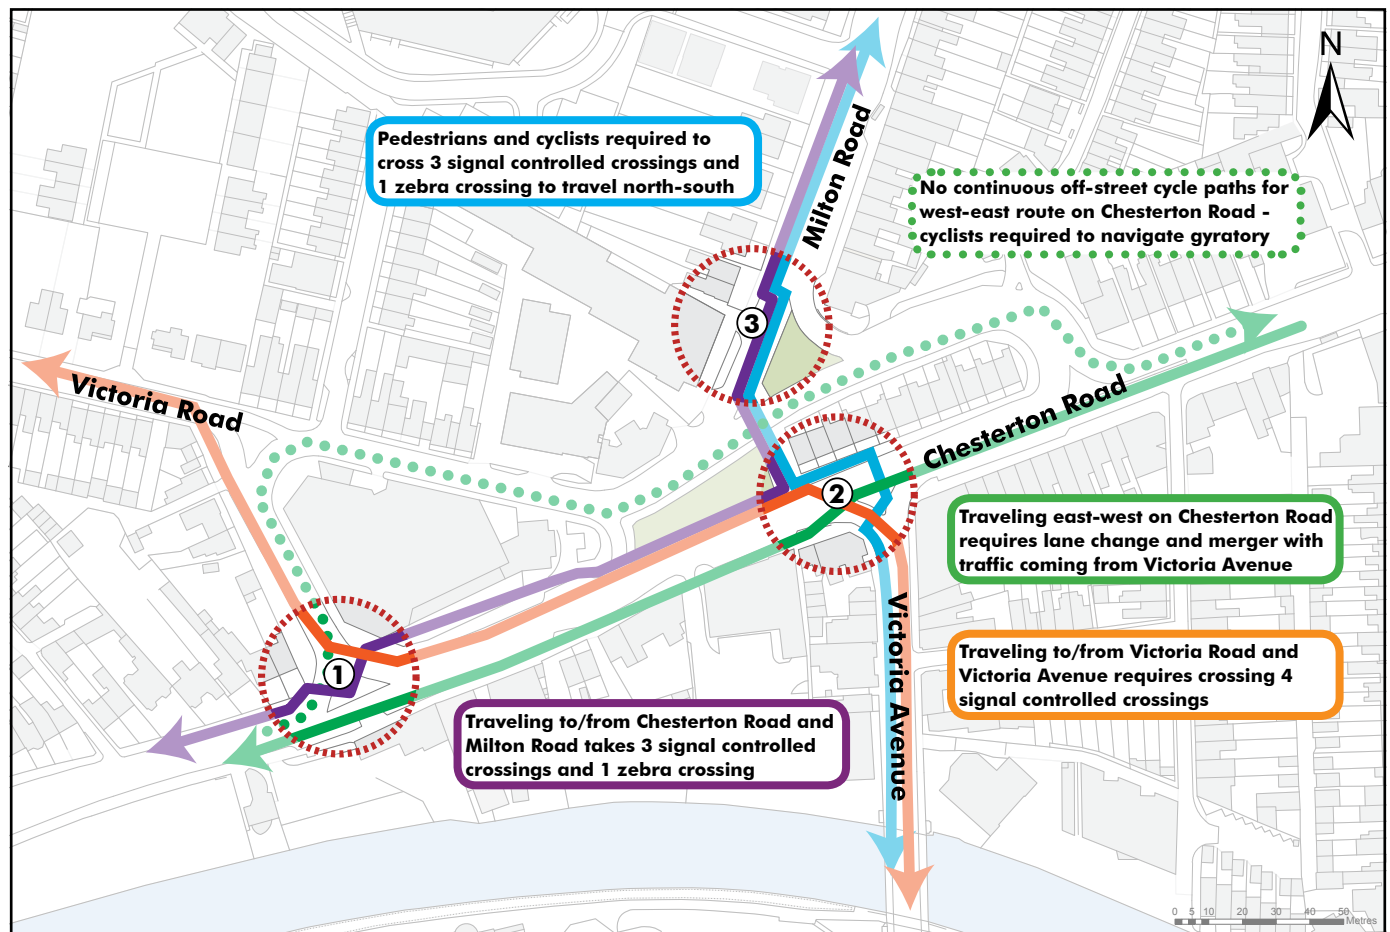 N
Pedestrians and cyclists required to
cross 3 signal controlled crossings and
1 zebra crossing to travel north-south
Milton Road
No continuous off-street cycle paths for
west-east route on Chesterton Road -
cyclists required to navigate gyratory
3
Victoria Road
Chesterton Road
2
Traveling east-west on Chesterton Road
requires lane change and merger with
traffic coming from Victoria Avenue
Victoria Avenue
1
Traveling to/from Victoria Road and
Victoria Avenue requires crossing 4
signal controlled crossings
Traveling to/from Chesterton Road and
Milton Road takes 3 signal controlled
crossings and 1 zebra crossing
0 5 10 20 30 40 50
Metres